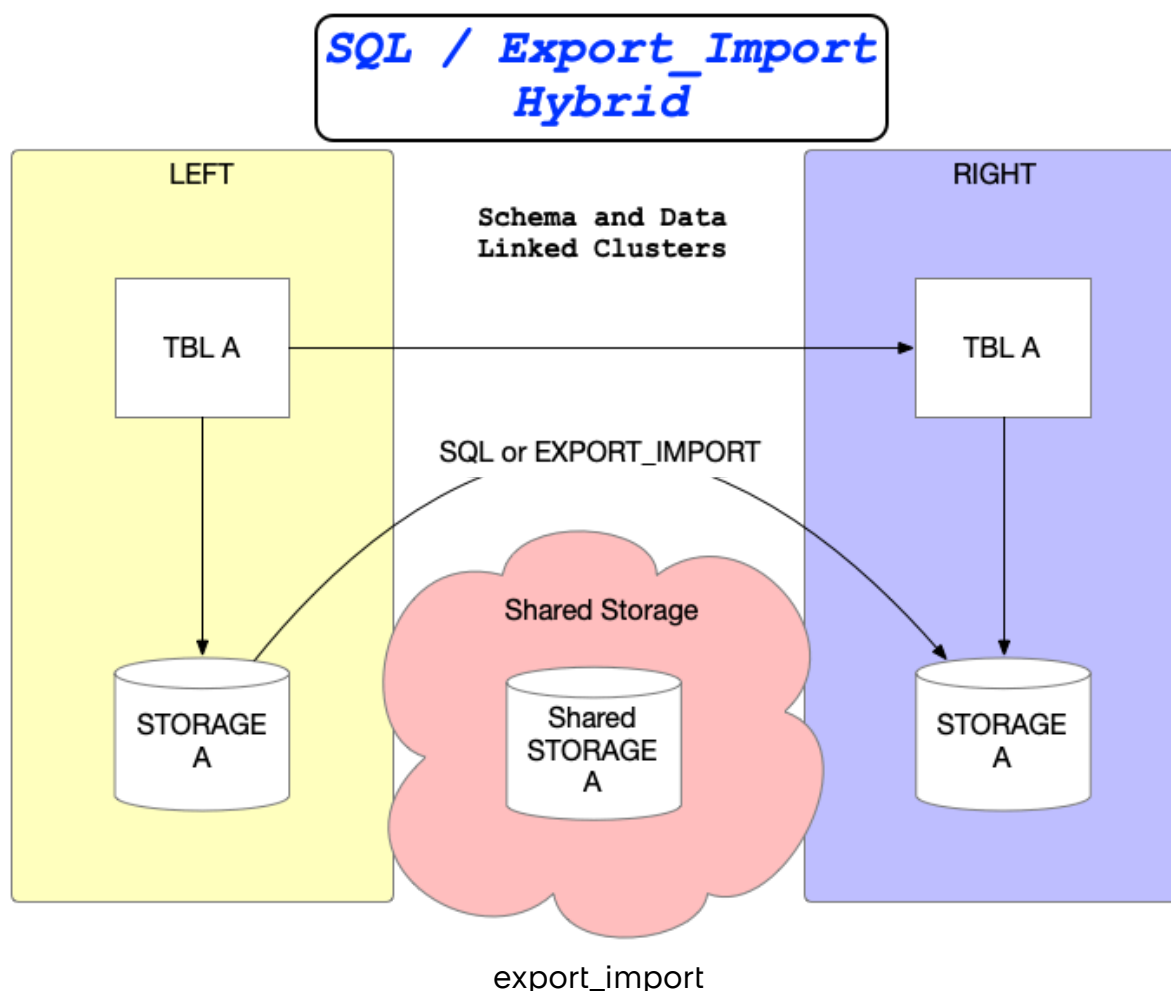 SQL / Export_Import
Hybrid
LEFT
RIGHT
Schema and Data
Linked Clusters
TBL A
TBL A
SQL or EXPORT_IMPORT
Shared Storage
STORAGE
A
Shared
STORAGE
A
STORAGE
A
export_import